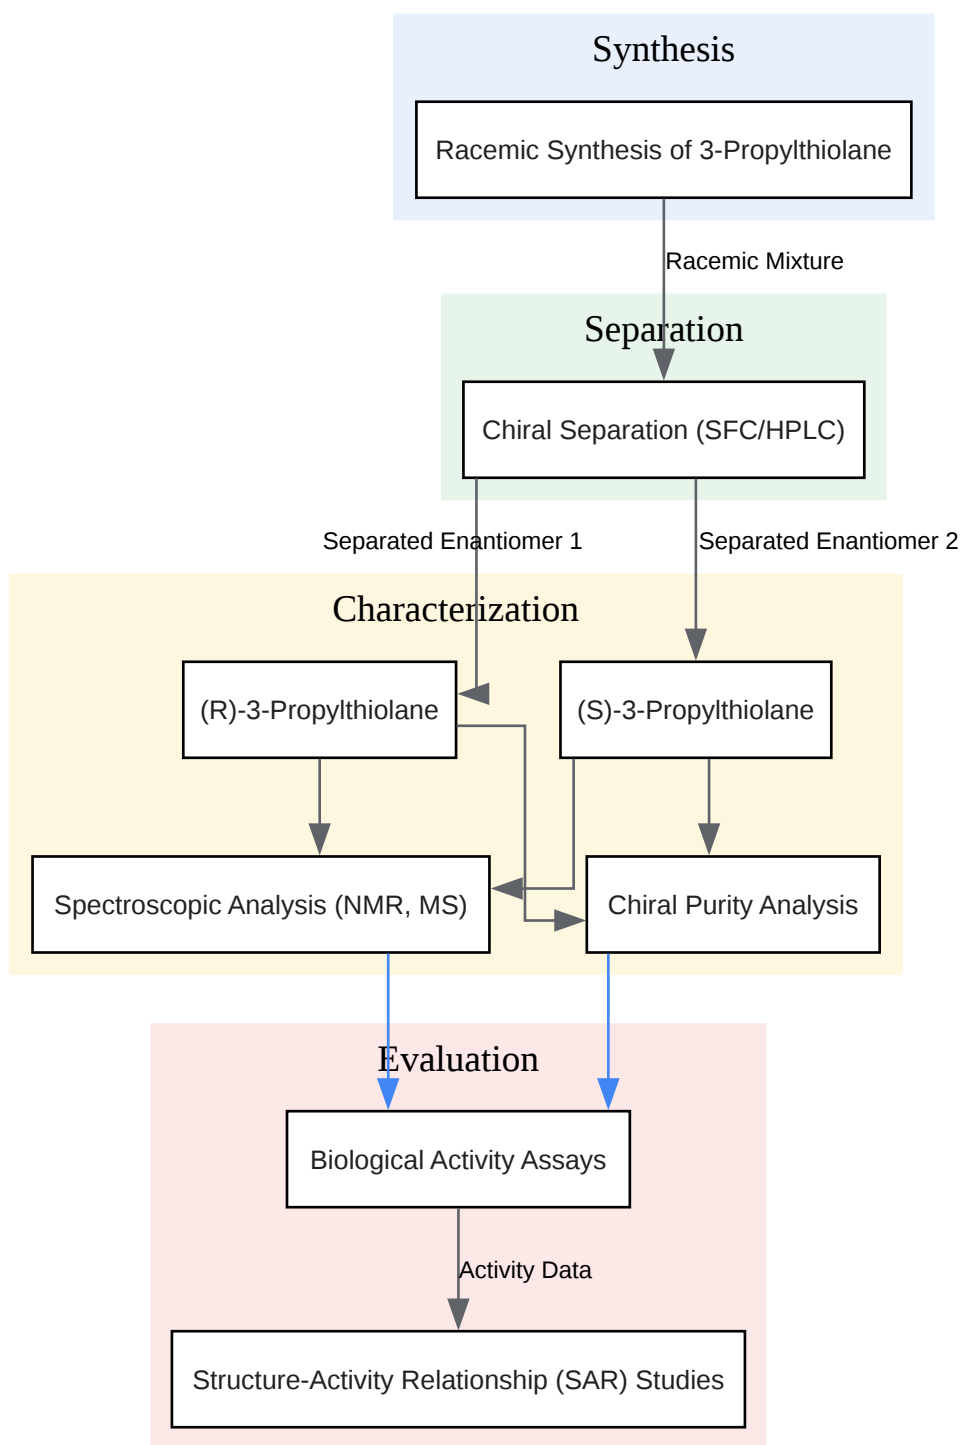 Synthesis
Racemic Synthesis of 3-Propylthiolane
Racemic Mixture
Separation
Chiral Separation (SFC/HPLC)
Separated Enantiomer 1
Separated Enantiomer 2
Characterization
(R)-3-Propylthiolane
(S)-3-Propylthiolane
Spectroscopic Analysis (NMR, MS)
Chiral Purity Analysis
Evaluation
Biological Activity Assays
Activity Data
Structure-Activity Relationship (SAR) Studies